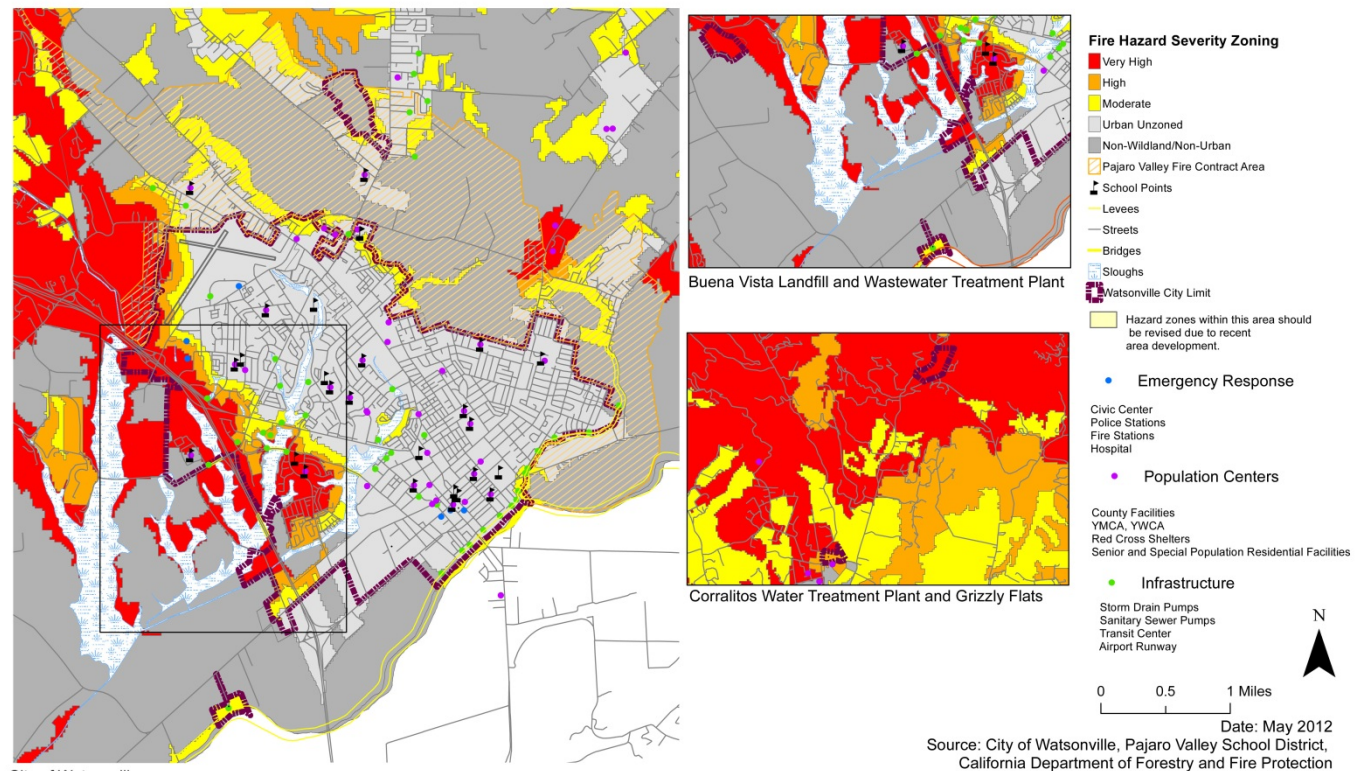 Buena Vista Landfill and Wastewater Treatment Plant
Corralitos Water Treatment Plant and Grizzly Flats
Fire Hazard Severity Zoning
Very High
High
Moderate
Urban Unzoned
Non-Wildland/Non-Urban
Pajaro Valley Fire Contract Area
School Points
Levees
Streets
Bridges
Sloughs
Watsonville City Limit
Hazard zones within this area should
be revised due to recent
area development.
Emergency Response
Civic Center
Police Stations
Fire Stations
Hospital
Population Centers
County Facilities
YMCA, YWCA
Red Cross Shelters
Senior and Special Population Residential Facilities
Infrastructure
Storm Drain Pumps
Sanitary Sewer Pumps
Transit Center
Airport Runway
N
0 0.5 1 Miles
Date: May 2012
Source: City of Watsonville, Pajaro Valley School District,
California Department of Forestry and Fire Protection